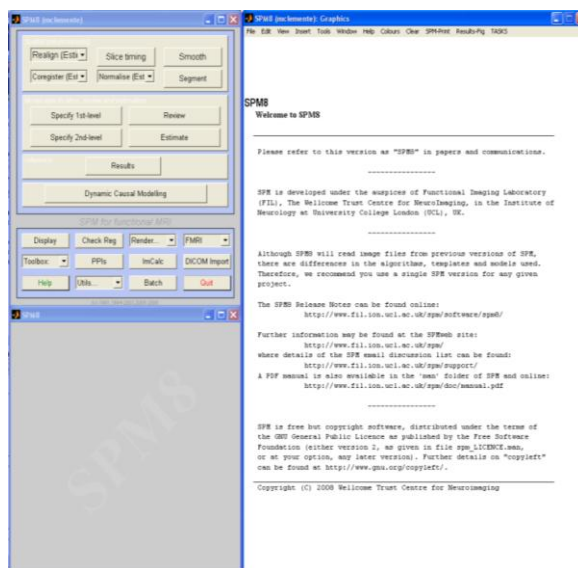 SPM8 (mclemente)
Realign (Esti
Slice timing
Smooth
Coregister (Est
Normalise (Est
Segment
Specify 1st-level
Review
Specify 2nd-level
Estimate
Results
Dynamic Causal Modelling
SPM for functional MRI
Display
Check Reg
Render...
FMRI
Toolbox:
PPIs
ImCalc
DICOM Import
Help
Utils...
Batch
Quit
SPM8
SPM8
SPM8 (mclemente): Graphics
File Edit View Insert Tools Window Help Colours Clear SPM-Print Results-Fig TASKS
SPM8
Welcome to SPM8
Please refer to this version as "SPM8" in papers and communications.
----------------
SPM is developed under the auspices of Functional Imaging Laboratory
(FIL), The Wellcome Trust Centre for NeuroImaging, in the Institute of
Neurology at University College London (UCL), UK.
----------------
Although SPM8 will read image files from previous versions of SPM,
there are differences in the algorithms, templates and models used.
Therefore, we recommend you use a single SPM version for any given
project.
The SPM8 Release Notes can be found online:
http://www.fil.ion.ucl.ac.uk/spm/software/spm8/
Further information may be found at the SPMweb site:
http://www.fil.ion.ucl.ac.uk/spm/
where details of the SPM email discussion list can be found:
http://www.fil.ion.ucl.ac.uk/spm/support/
A PDF manual is also available in the 'man' folder of SPM and online:
http://www.fil.ion.ucl.ac.uk/spm/doc/manual.pdf
----------------
SPM is free but copyright software, distributed under the terms of
the GNU General Public Licence as published by the Free Software
Foundation (either version 2, as given in file spm_LICENCE.man,
or at your option, any later version). Further details on "copyleft"
can be found at http://www.gnu.org/copyleft/.
Copyright (C) 2008 Wellcome Trust Centre for Neuroimaging